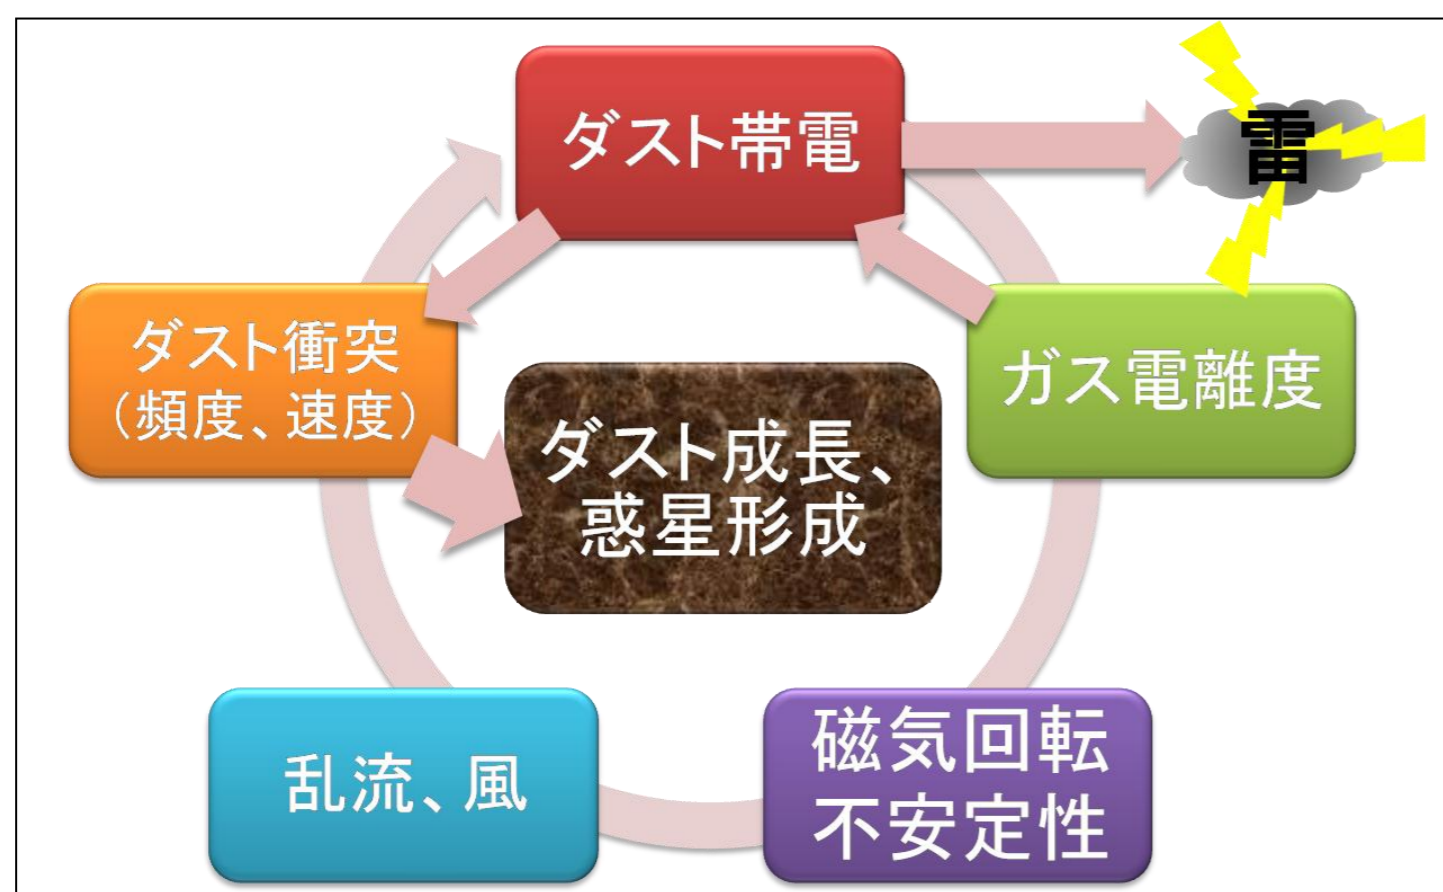 ダスト帯電
雷
ダスト衝突
（頻度、速度）
ガス電離度
ダスト成長、
惑星形成
乱流、風
磁気回転
不安定性